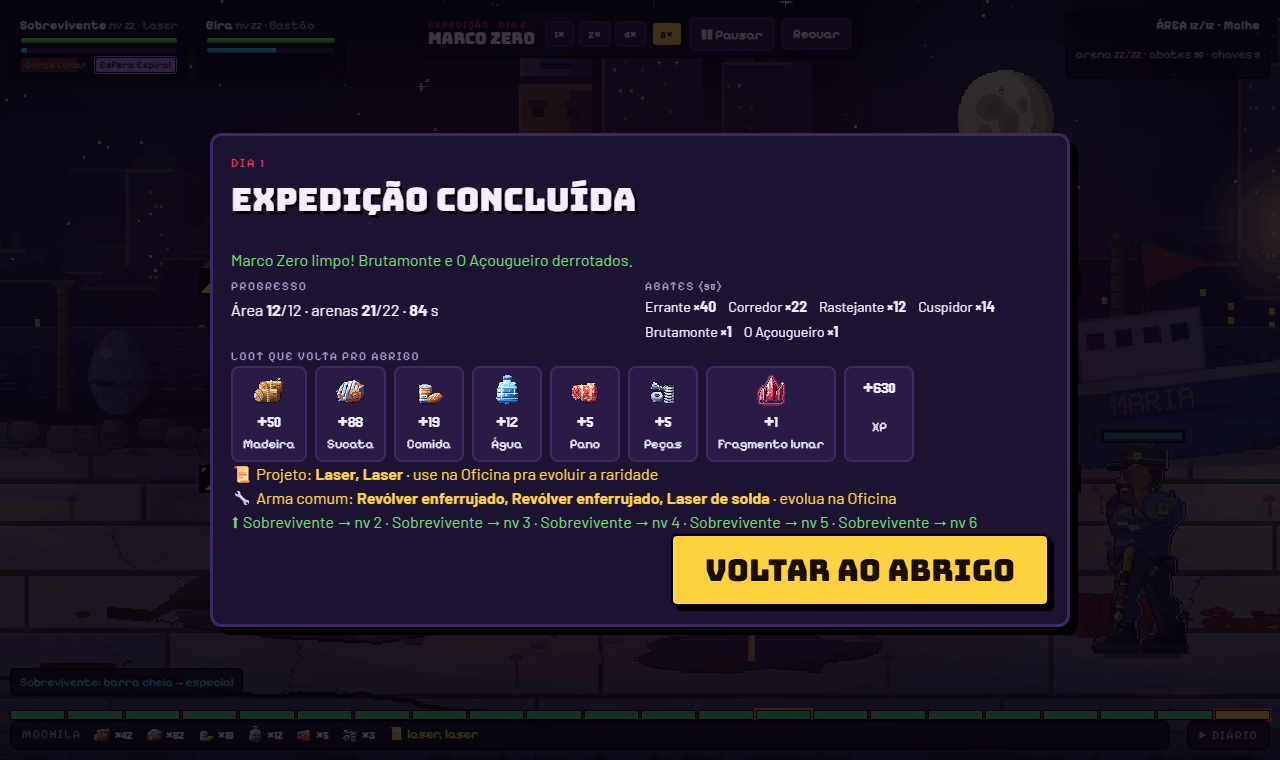 Sobrevivente nv 22 · Laser
Corte Lunar
Esfera Espiral
Bira nv 22 · Bastão
EXPEDIÇÃO · DIA 1
MARCO ZERO
1×
2×
4×
8×
Pausar
Recuar
ÁREA 12/12 · Molhe
arena 22/22 · abates 90 · chaves 9
DIA 1
EXPEDIÇÃO CONCLUÍDA
Marco Zero limpo! Brutamonte e O Açougueiro derrotados.
PROGRESSO
Área 12/12 · arenas 21/22 · 84 s
ABATES (90)
Errante ×40 Corredor ×22 Rastejante ×12 Cuspidor ×14
Brutamonte ×1 O Açougueiro ×1
LOOT QUE VOLTA PRO ABRIGO
+50 Madeira
+88 Sucata
+19 Comida
+12 Água
+5 Pano
+5 Peças
+1 Fragmento lunar
+630 XP
Projeto: Laser, Laser · use na Oficina pra evoluir a raridade
Arma comum: Revólver enferrujado, Revólver enferrujado, Laser de solda · evolua na Oficina
⬆ Sobrevivente → nv 2 · Sobrevivente → nv 3 · Sobrevivente → nv 4 · Sobrevivente → nv 5 · Sobrevivente → nv 6
VOLTAR AO ABRIGO
MARIA
Sobrevivente: barra cheia → especial
MOCHILA ×42 ×82 ×19 ×12 ×5 ×3 laser, laser
▶ DIÁRIO